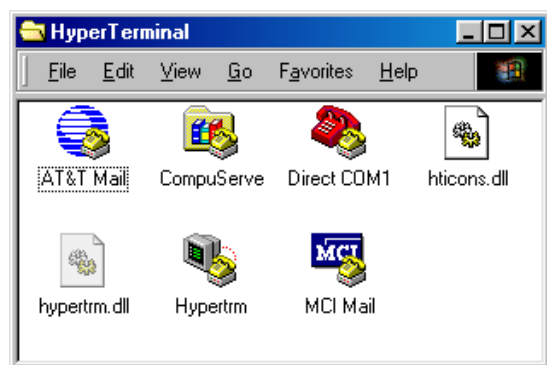 HyperTerminal
File Edit View Go Favorites Help
AT&T Mail CompuServe Direct COM1 hticons.dll
MCI
hypertrm.dll Hypertrm MCI Mail